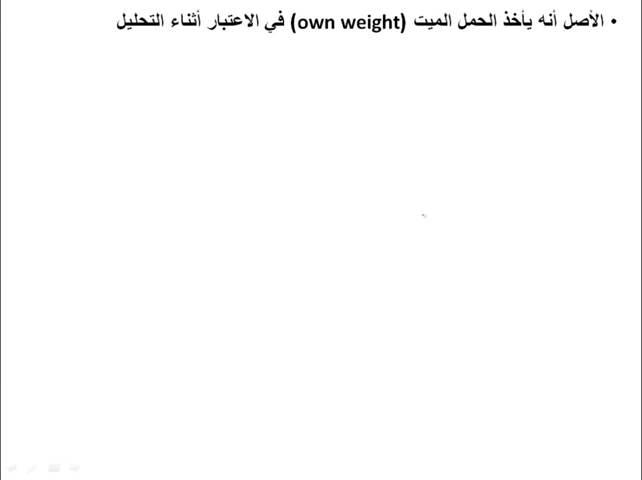 • الأصل أنه يأخذ الحمل الميت (own weight) في الاعتبار أثناء التحليل